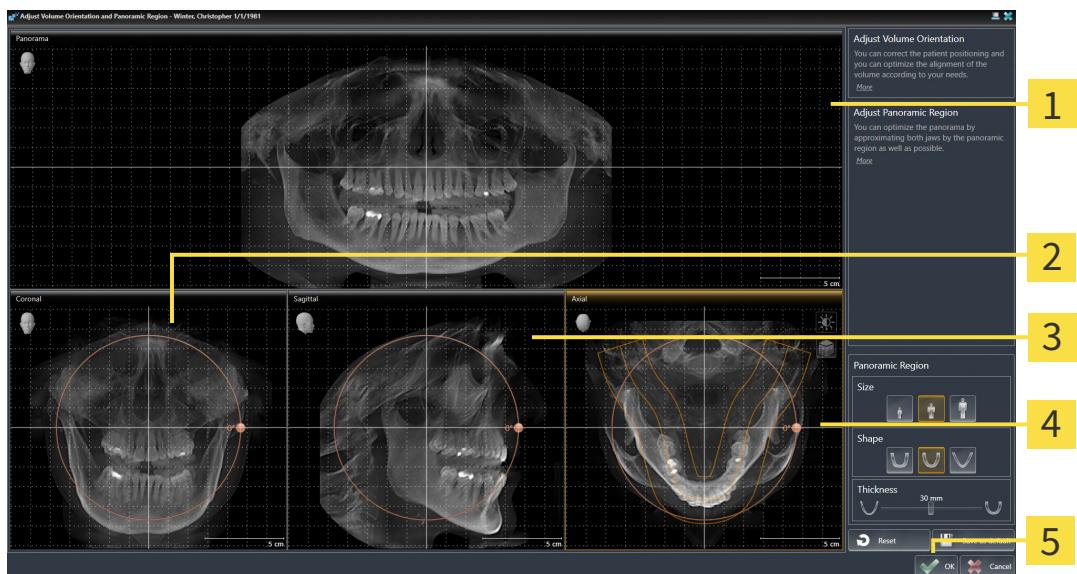 Adjust Volume Orientation and Panoramic Region - Winter, Christopher 1/1/1981
Panorama
5 cm
Coronal
0°
5 cm
Sagittal
0°
5 cm
Axial
0°
5 cm
Adjust Volume Orientation
You can correct the patient positioning and
you can optimize the alignment of the
volume according to your needs.
More
Adjust Panoramic Region
You can optimize the panorama by
approximating both jaws by the panoramic
region as well as possible.
More
Panoramic Region
Size
Shape
Thickness
30 mm
Reset
Save as default
OK
Cancel
1
2
3
4
5